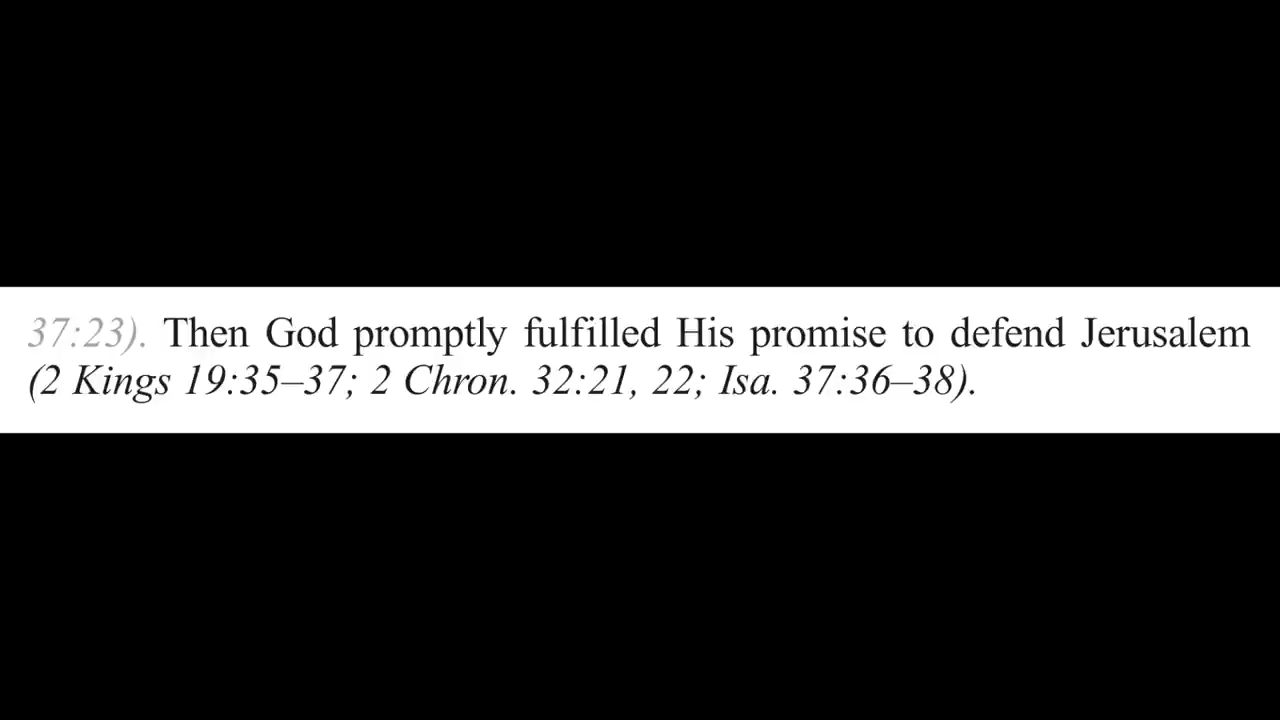 37:23). Then God promptly fulfilled His promise to defend Jerusalem
(2 Kings 19:35–37; 2 Chron. 32:21, 22; Isa. 37:36–38).